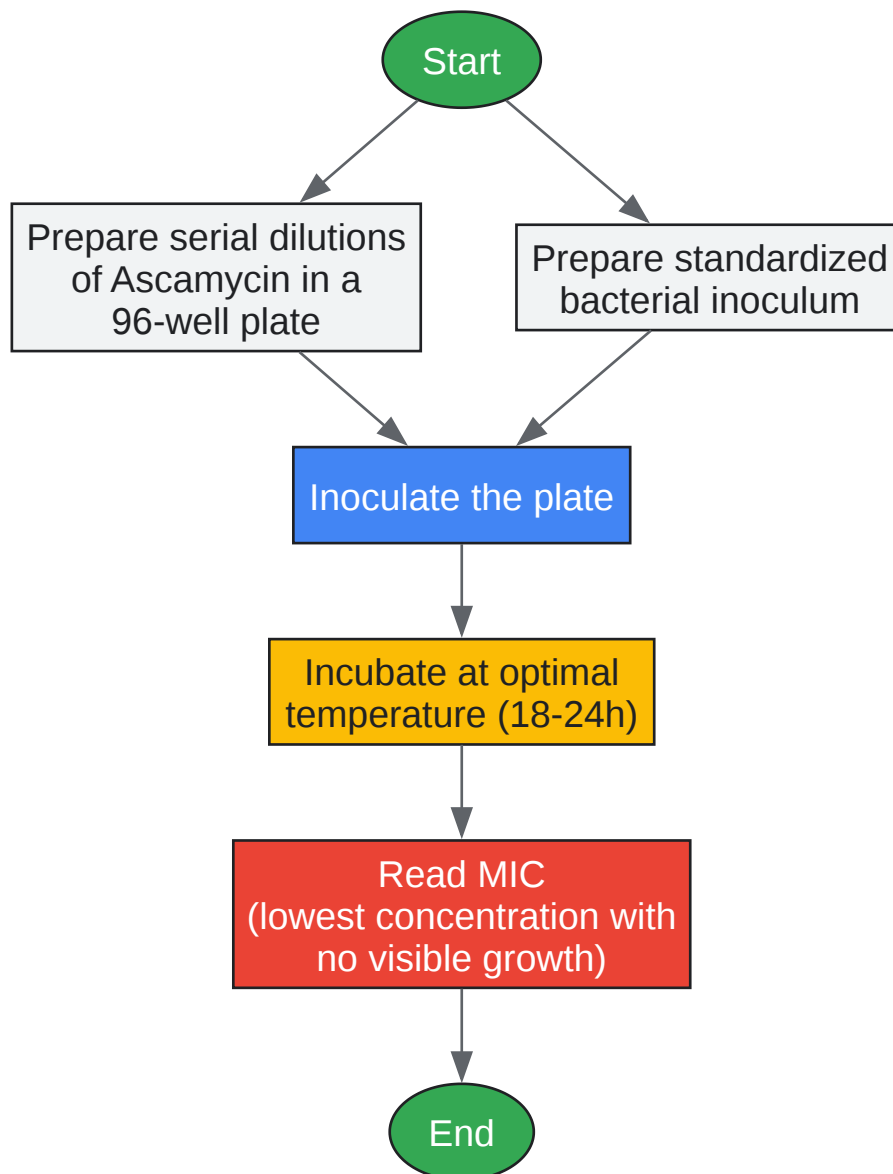 Start
Prepare serial dilutions
of Ascamycin in a
96-well plate
Prepare standardized
bacterial inoculum
Inoculate the plate
Incubate at optimal
temperature (18-24h)
Read MIC
(lowest concentration with
no visible growth)
End